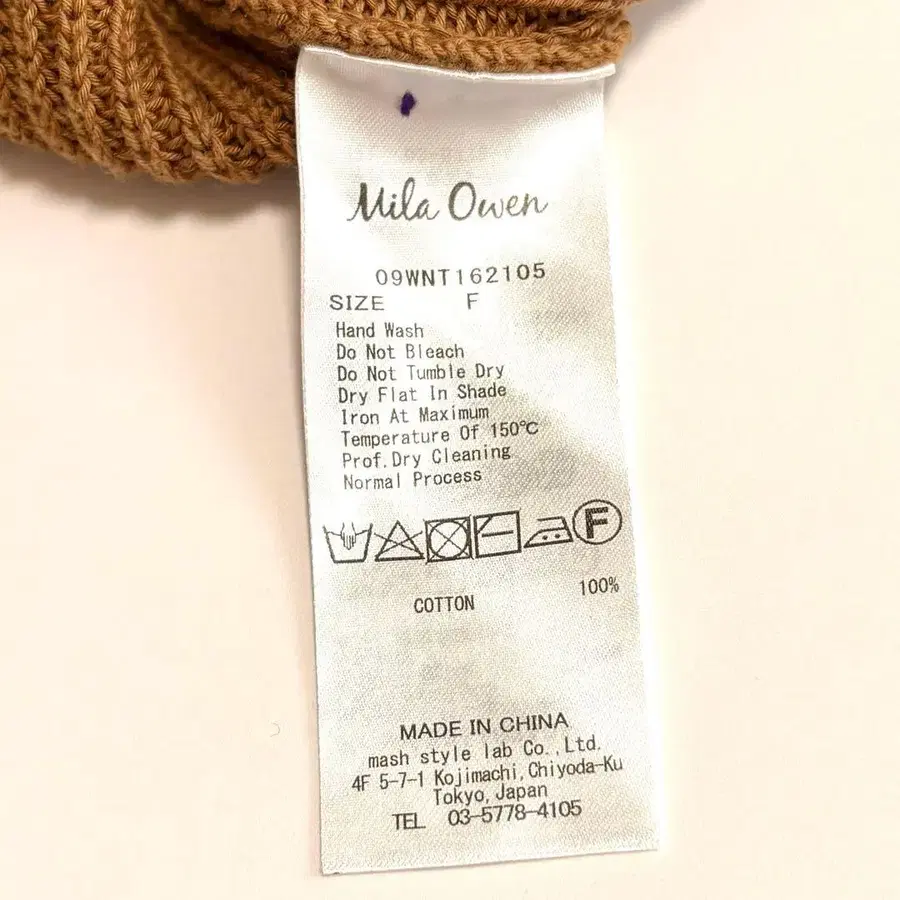 Mila Owen
09WNT162105
SIZE F
Hand Wash
Do Not Bleach
Do Not Tumble Dry
Dry Flat In Shade
Iron At Maximum
Temperature Of 150℃
Prof.Dry Cleaning
Normal Process
F
COTTON 100%
MADE IN CHINA
mash style lab Co.,Ltd.
4F 5-7-1 Kojimachi,Chiyoda-Ku
Tokyo,Japan
TEL 03-5778-4105